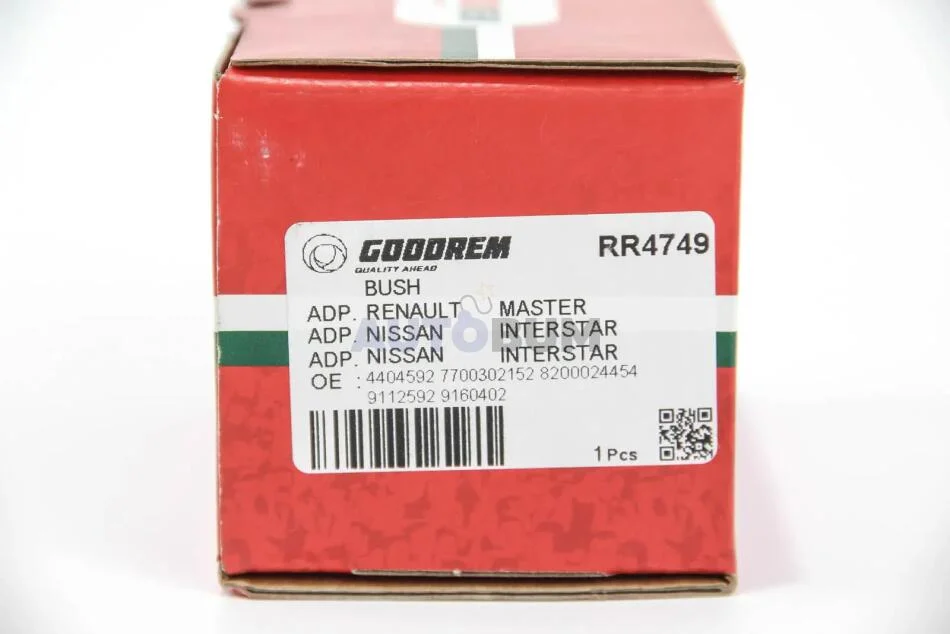 GOODREM
RR4749
QUALITY AHEAD
BUSH
ADP. RENAULT MASTER
ADP. NISSAN INTERSTAR
ADP. NISSAN INTERSTAR
OE : 4404592 7700302152 8200024454
9112592 9160402
1 Pcs
AUTOBUM